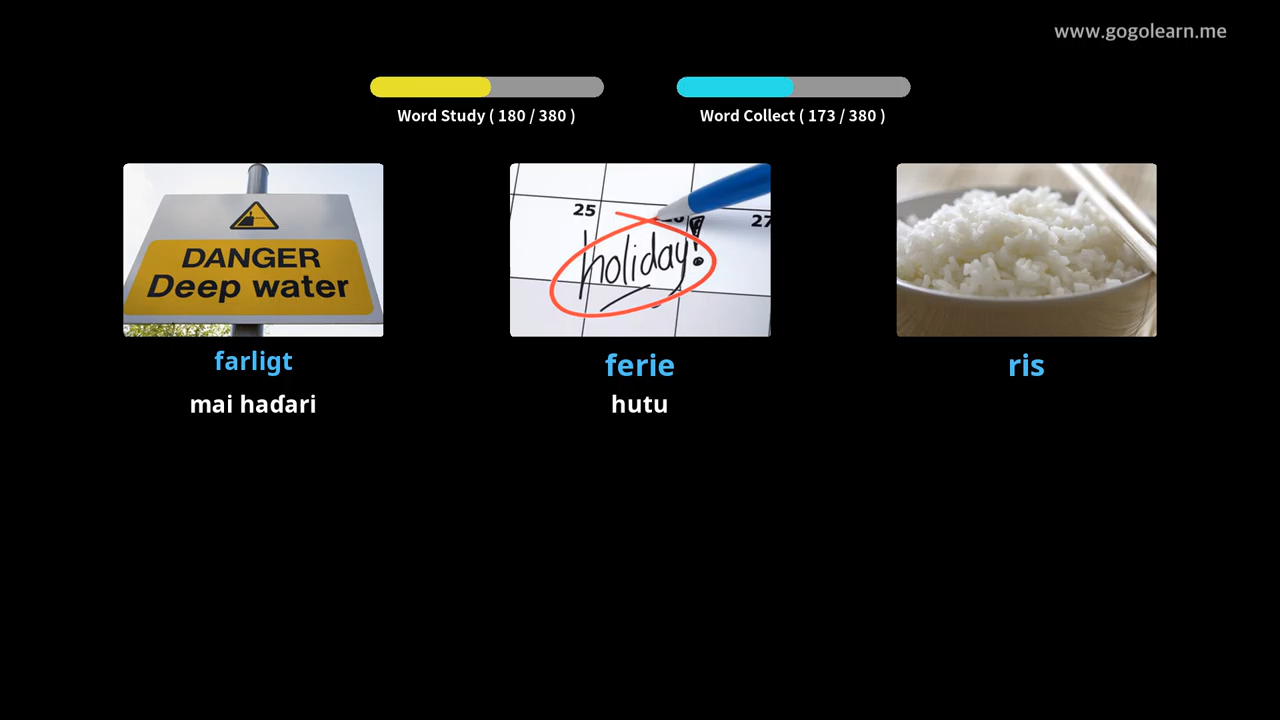 www.gogolearn.me
Word Study ( 180 / 380 )
Word Collect ( 173 / 380 )
DANGER
Deep water
25
27
holiday!
farligt
ferie
ris
mai haɗari
hutu